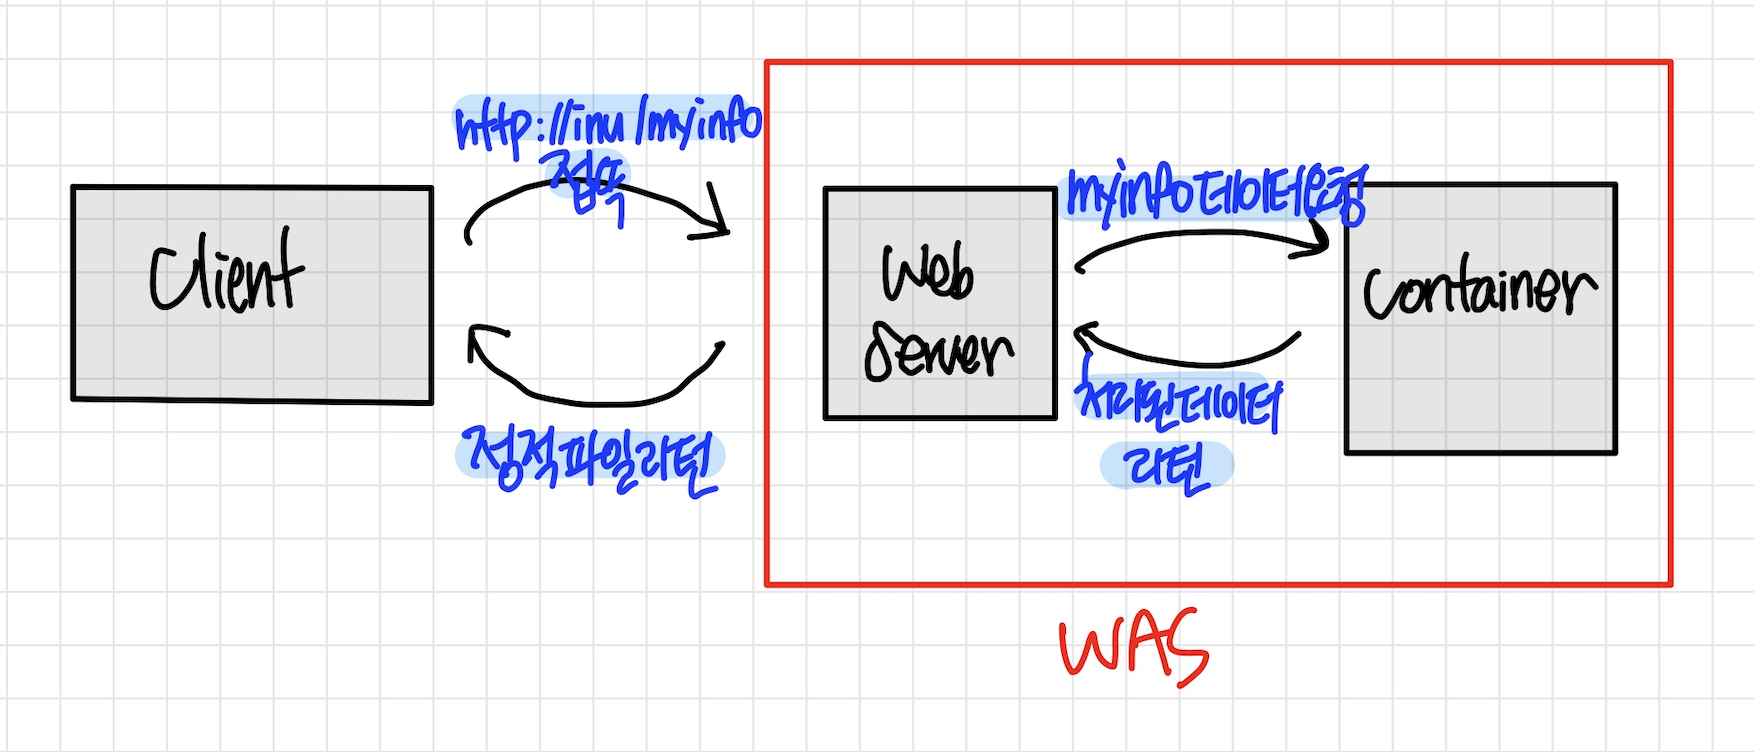 http://inu/myinfo
접속
Client
정적파일리턴
Web
Server
myinfo데이터요청
처리된데이터
리턴
Container
WAS